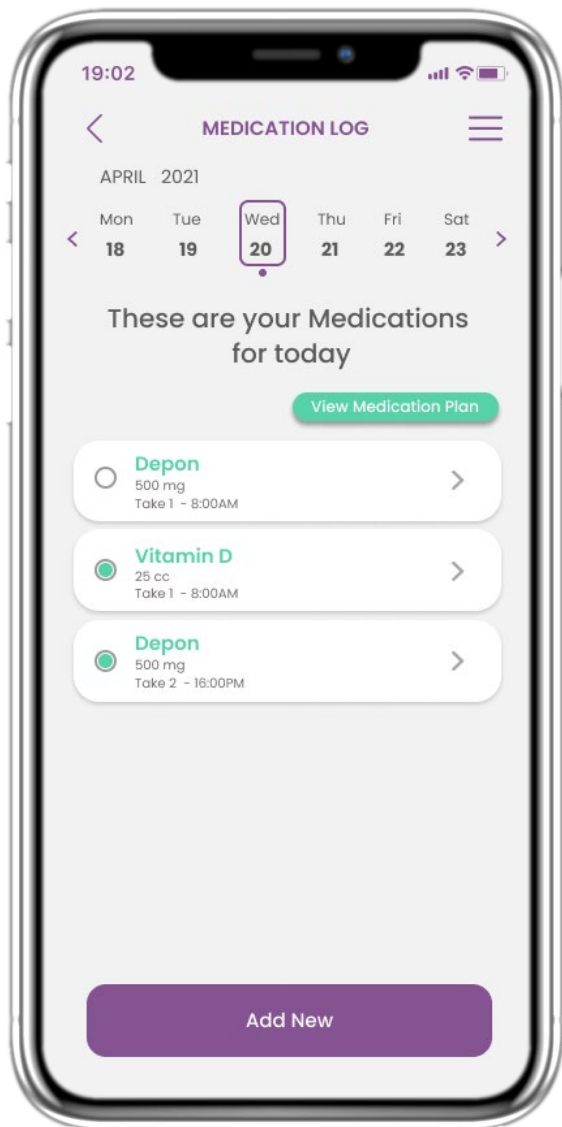 19:02
MEDICATION LOG
APRIL 2021
Mon Tue Wed Thu Fri Sat
18 19 20 21 22 23
These are your Medications
for today
View Medication Plan
Depon
500 mg
Take 1 - 8:00AM
Vitamin D
25 cc
Take 1 - 8:00AM
Depon
500 mg
Take 2 - 16:00PM
Add New